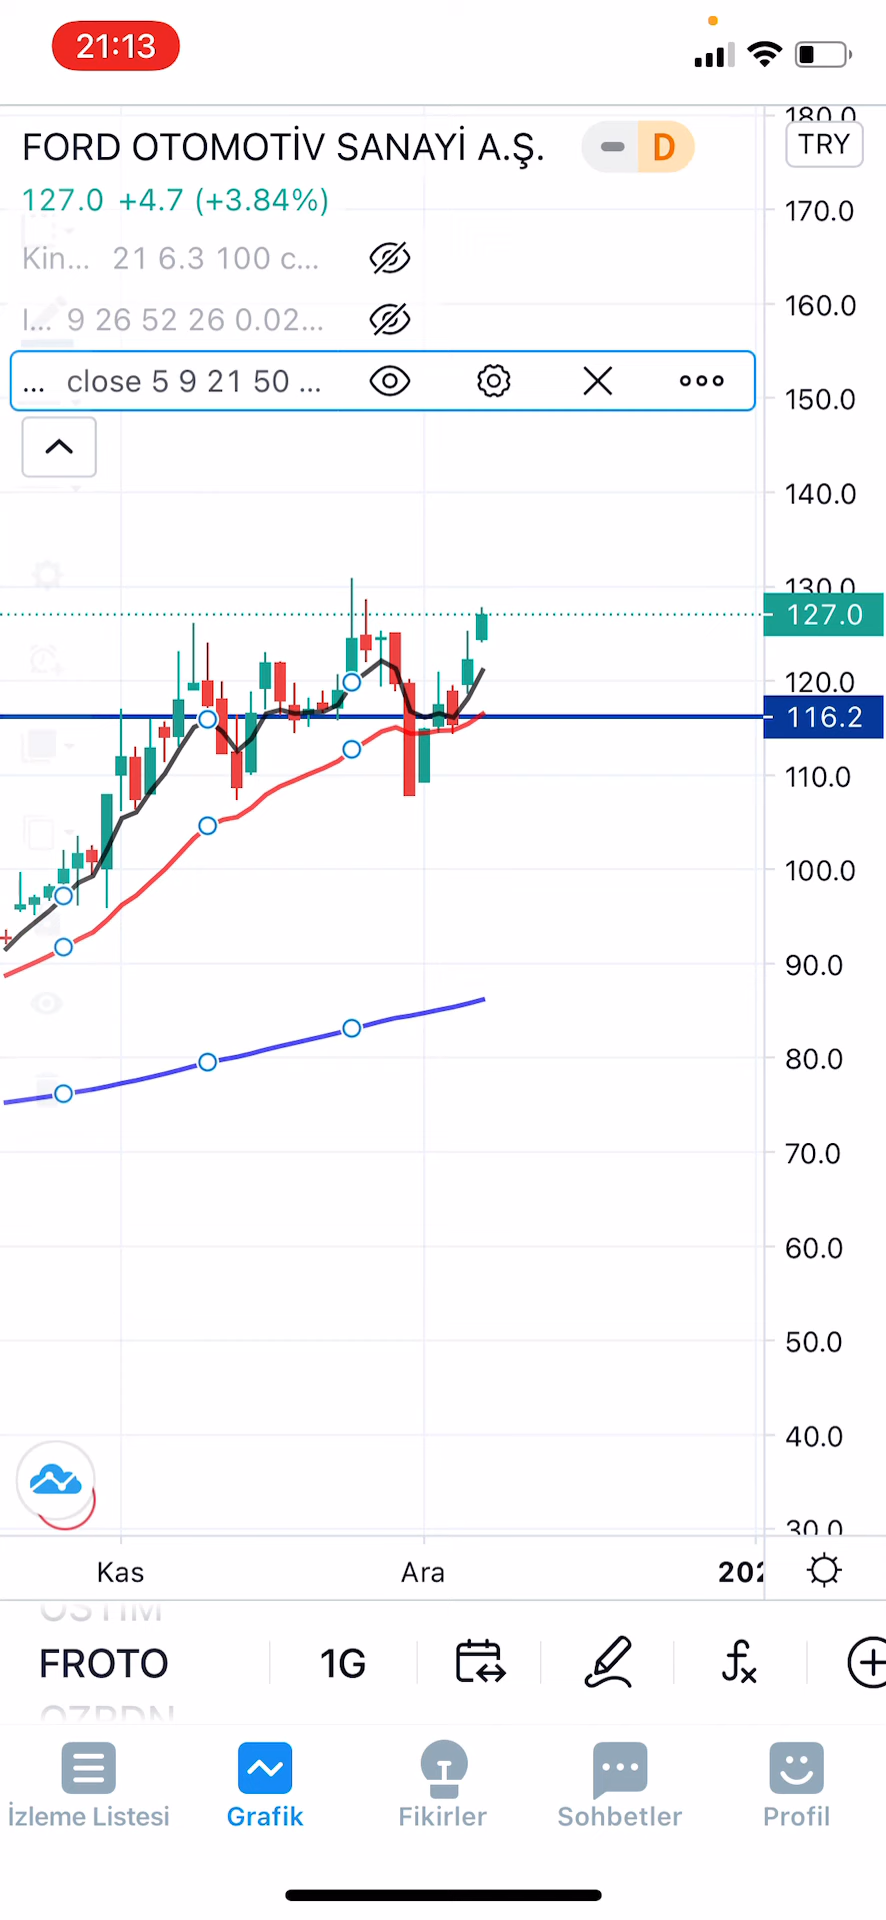 21:13
FORD OTOMOTİV SANAYİ A.Ş.
D
TRY
127.0 +4.7 (+3.84%)
Kin... 21 6.3 100 c...
I... 9 26 52 26 0.02...
... close 5 9 21 50 ...
180.0
170.0
160.0
150.0
140.0
130.0
127.0
120.0
116.2
110.0
100.0
90.0
80.0
70.0
60.0
50.0
40.0
30.0
Kas Ara 202
OSTIM
FROTO 1G
OZRDN
İzleme Listesi Grafik Fikirler Sohbetler Profil